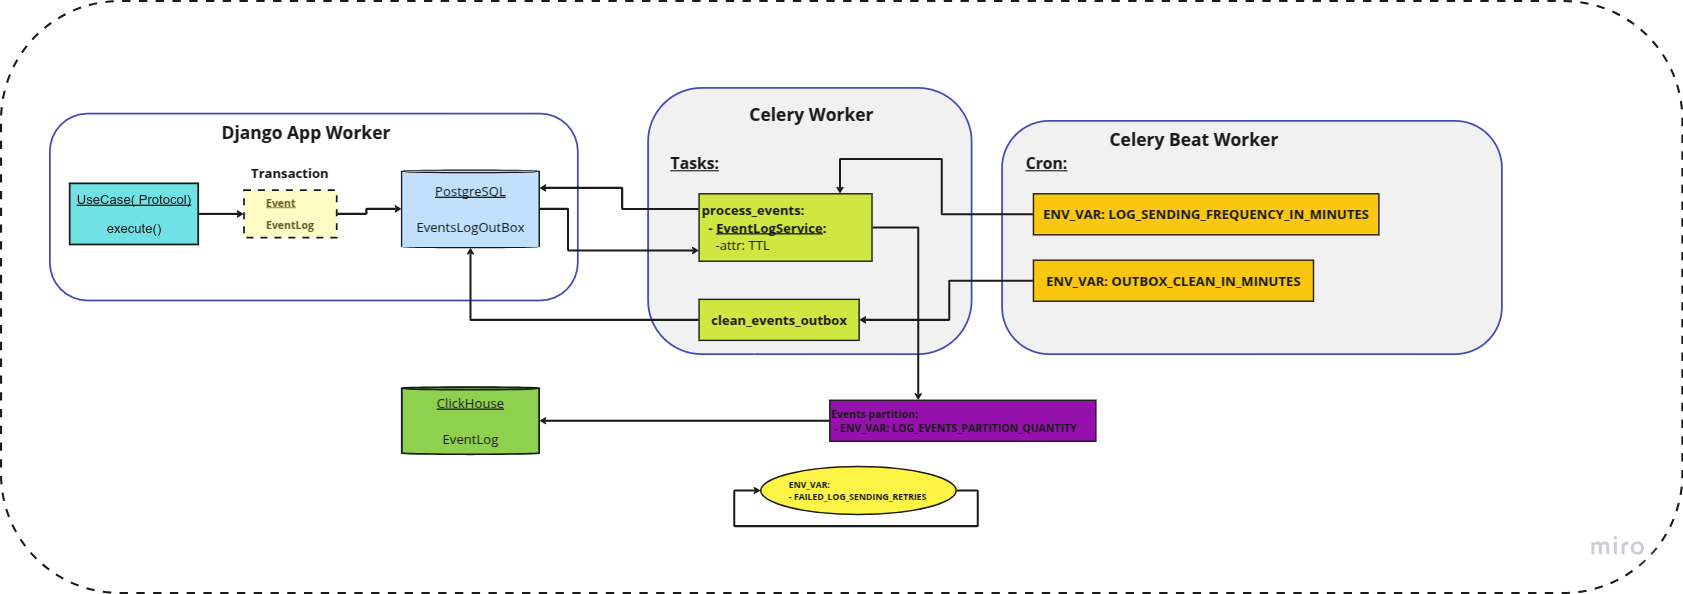 Django App Worker
UseCase( Protocol)
execute()
Transaction
Event
EventLog
PostgreSQL
EventsLogOutBox
Celery Worker
Tasks:
process_events:
- EventLogService:
-attr: TTL
clean_events_outbox
Celery Beat Worker
Cron:
ENV_VAR: LOG_SENDING_FREQUENCY_IN_MINUTES
ENV_VAR: OUTBOX_CLEAN_IN_MINUTES
ClickHouse
EventLog
Events partition:
- ENV_VAR: LOG_EVENTS_PARTITION_QUANTITY
ENV_VAR:
- FAILED_LOG_SENDING_RETRIES
miro